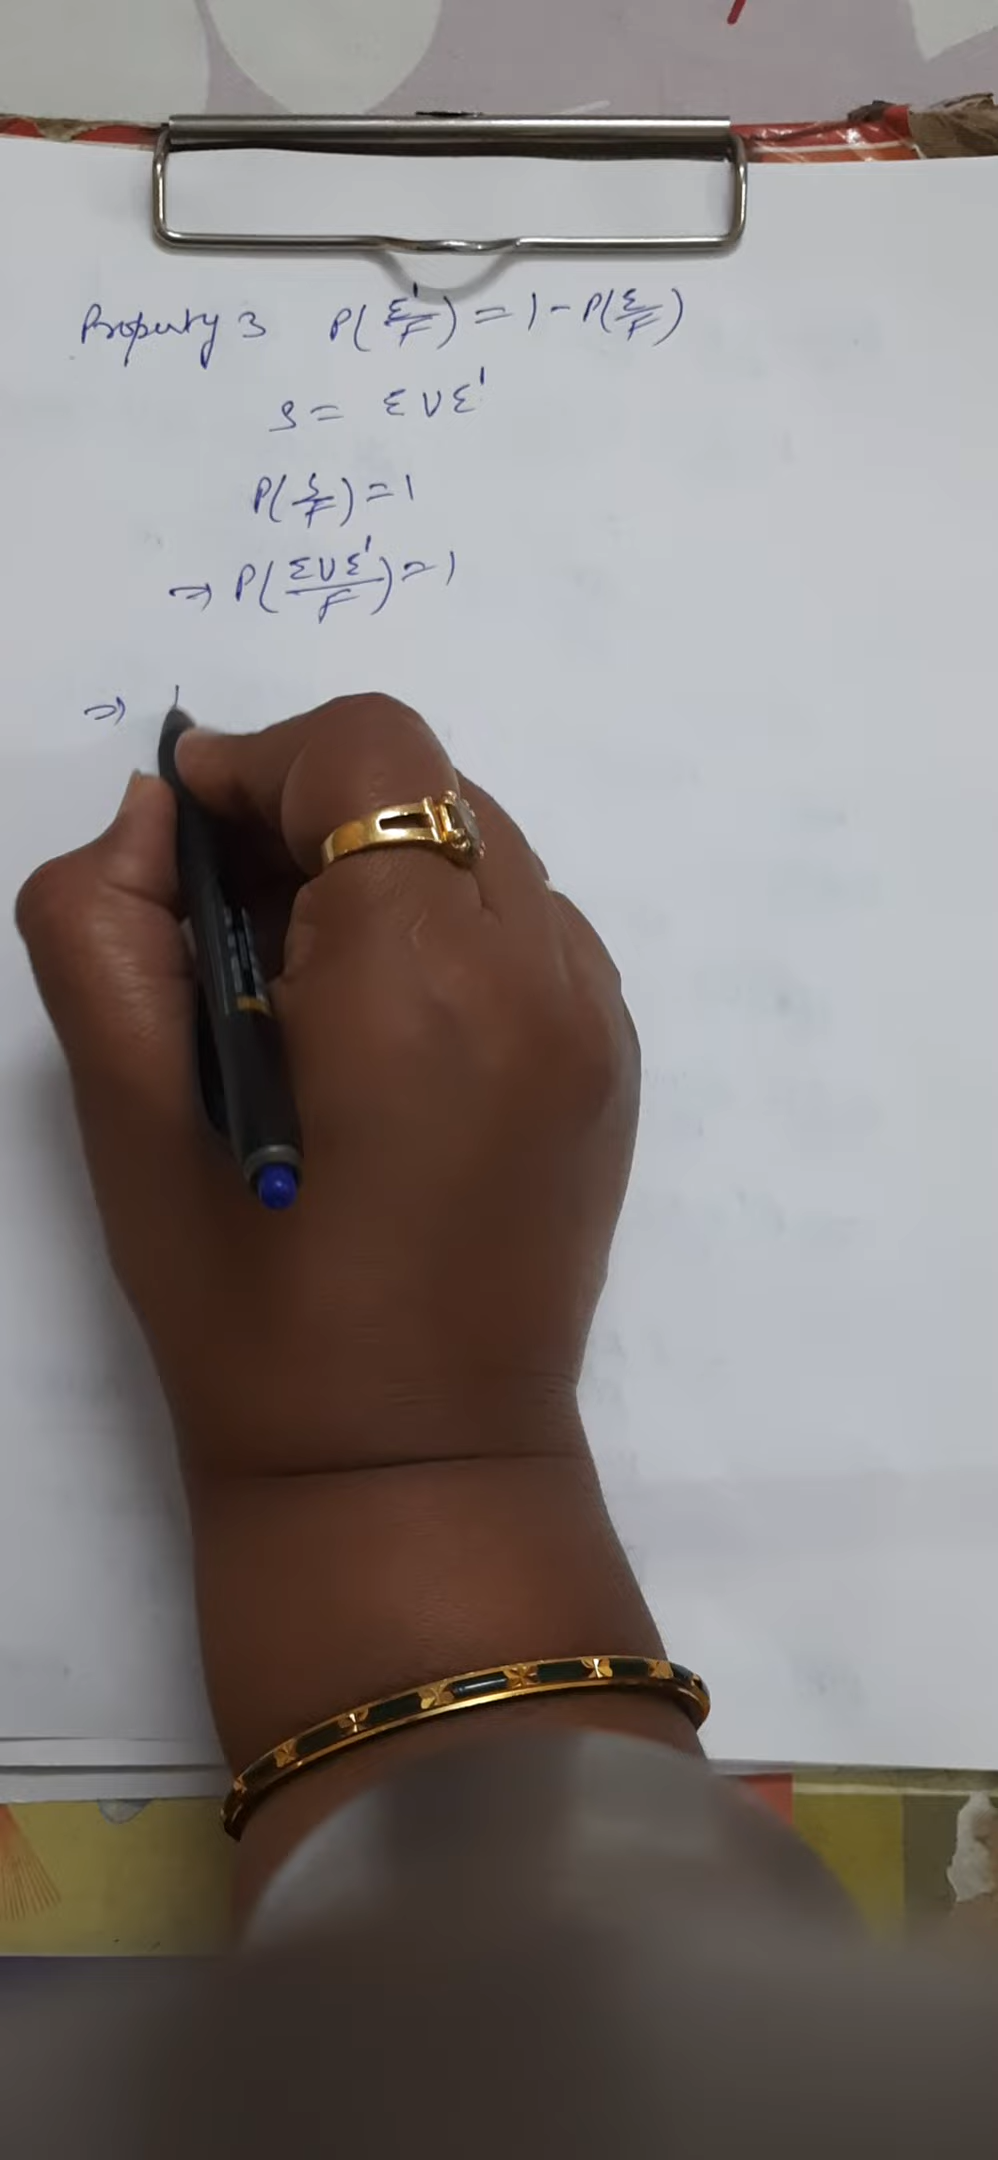 Property 3 P(E'/F) = 1 - P(E/F)
S = E ∪ E'
P(S/F) = 1
⇒ P(E∪E'/F) = 1
⇒